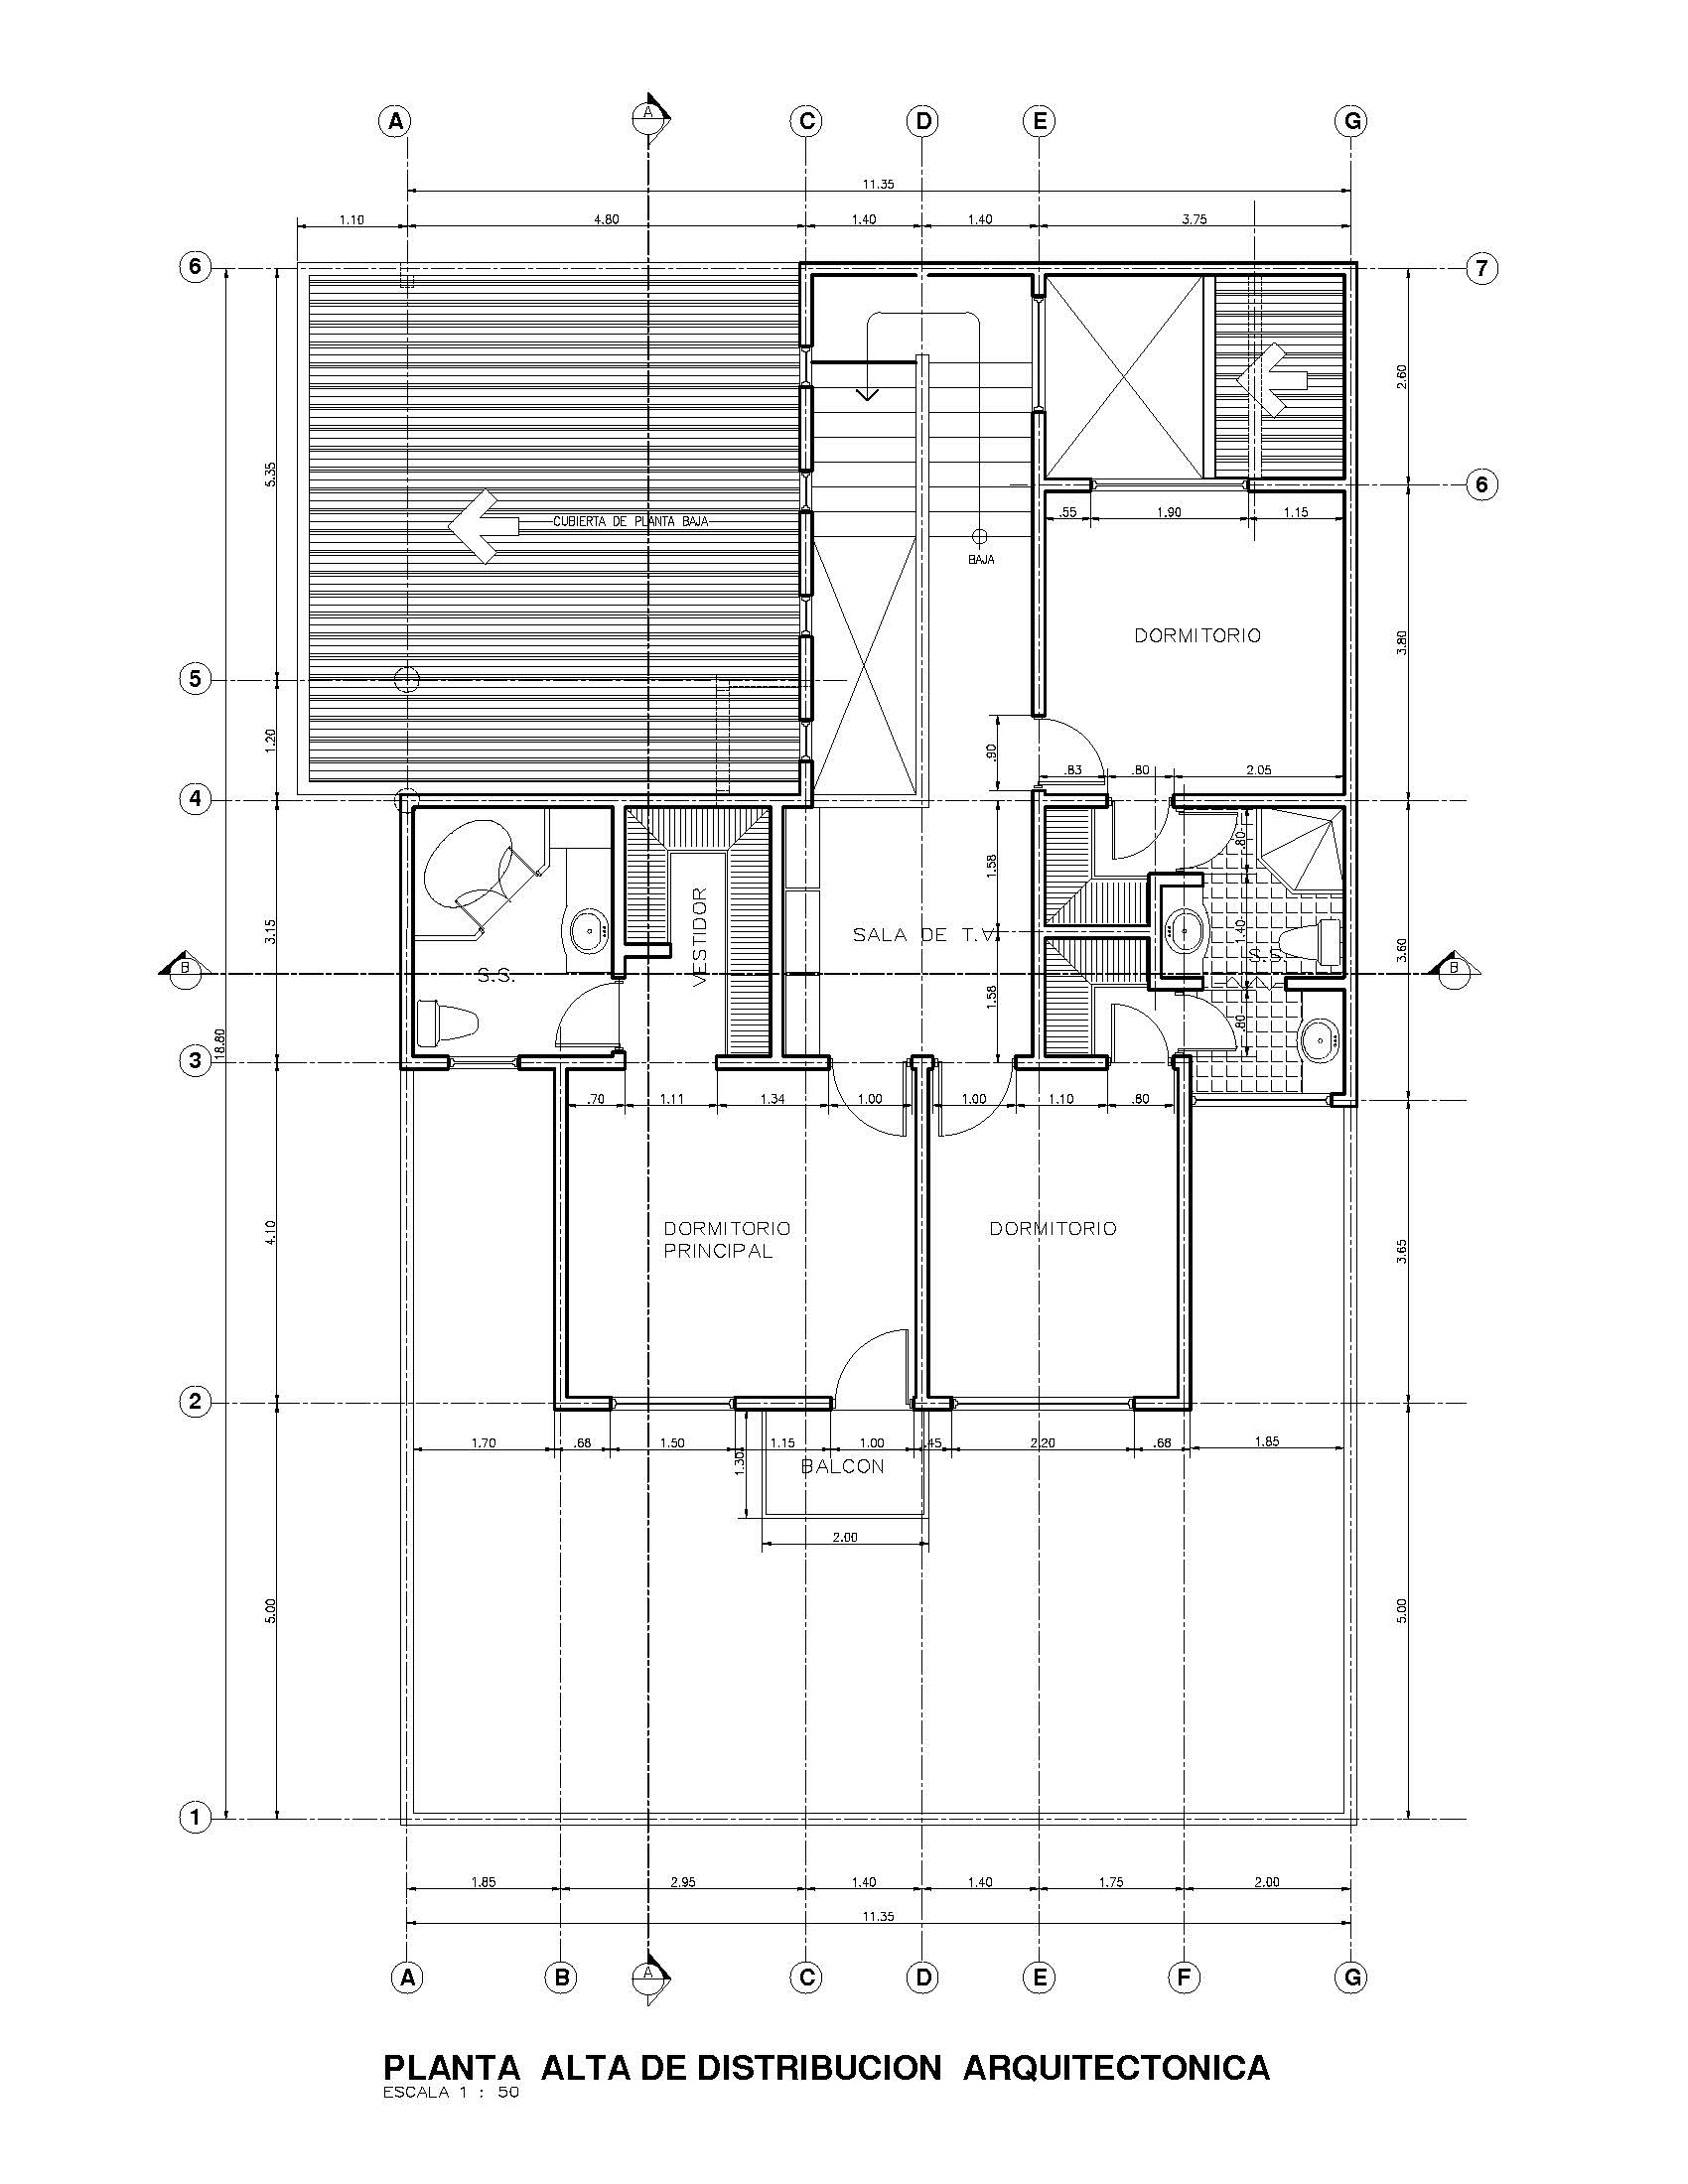 A
A
C
D
E
G
11.35
1.10
4.80
1.40
1.40
3.75
6
7
5.35
2.60
CUBIERTA DE PLANTA BAJA
BAJA
6
.55
1.90
1.15
DORMITORIO
3.80
5
1.20
.90
.83
.80
2.05
4
3.15
VESTIDOR
S.S.
SALA DE T.V.
1.58
1.58
.80
1.40
.80
S.S.
3.60
B
B
18.80
3
.70
1.11
1.34
1.00
1.00
1.10
.80
4.10
DORMITORIO
PRINCIPAL
DORMITORIO
3.65
2
1.70
.68
1.50
1.15
1.00
.45
2.20
.68
1.85
1.30
BALCON
2.00
5.00
5.00
1
1.85
2.95
1.40
1.40
1.75
2.00
11.35
A
B
A
C
D
E
F
G
PLANTA ALTA DE DISTRIBUCION ARQUITECTONICA
ESCALA 1 : 50